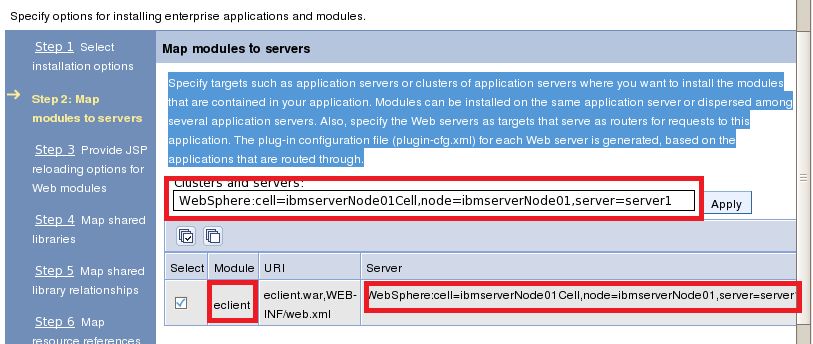 Specify options for installing enterprise applications and modules.
Step 1 Select
installation options
Step 2: Map
modules to servers
Step 3 Provide JSP
reloading options for
Web modules
Step 4 Map shared
libraries
Step 5 Map shared
library relationships
Step 6 Map
resource references
Map modules to servers
Specify targets such as application servers or clusters of application servers where you want to install the modules
that are contained in your application. Modules can be installed on the same application server or dispersed among
several application servers. Also, specify the Web servers as targets that serve as routers for requests to this
application. The plug-in configuration file (plugin-cfg.xml) for each Web server is generated, based on the
applications that are routed through.
Clusters and servers:
WebSphere:cell=ibmserverNode01Cell,node=ibmserverNode01,server=server1
Apply
Select Module URI Server
eclient
eclient.war,WEB-
INF/web.xml
WebSphere:cell=ibmserverNode01Cell,node=ibmserverNode01,server=server